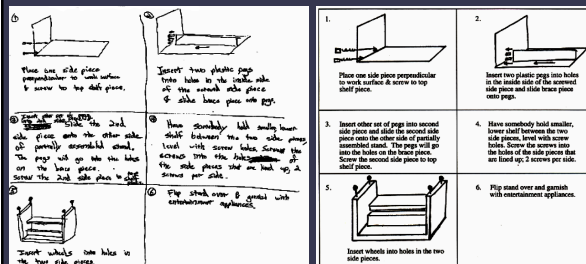 ①
Place one side piece
perpendicular to work surface
& screw to top shelf piece.
②
Insert two plastic pegs
into holes in the inside side
of the screwed side piece
& slide brace piece onto pegs.
③
Slide the 2nd
side piece onto the other side
of partially assembled stand.
The pegs will go into the holes
on the brace piece.
Screw the 2nd side piece to
④
Have somebody hold smaller lower
shelf between the two side pieces
level with screw holes. Screw the
screws into the holes of
the side pieces that are lined up; 2
screws per side.
⑤
Insert wheels into holes in
the two side pieces.
⑥
Flip stand over & garnish with
entertainment appliances.
1.
Place one side piece perpendicular
to work surface & screw to top
shelf piece.
2.
Insert two plastic pegs into holes
in the inside side of the screwed
side piece and slide brace piece
onto pegs.
3. Insert other set of pegs into second
side piece and slide the second side
piece onto the other side of partially
assembled stand. The pegs will go
into the holes on the brace piece.
Screw the second side piece to top
shelf piece.
4. Have somebody hold smaller,
lower shelf between the two
side pieces, level with screw
holes. Screw the screws into
the holes of the side pieces that
are lined up; 2 screws per side.
5.
Insert wheels into holes in the two
side pieces.
6. Flip stand over and garnish
with entertainment appliances.